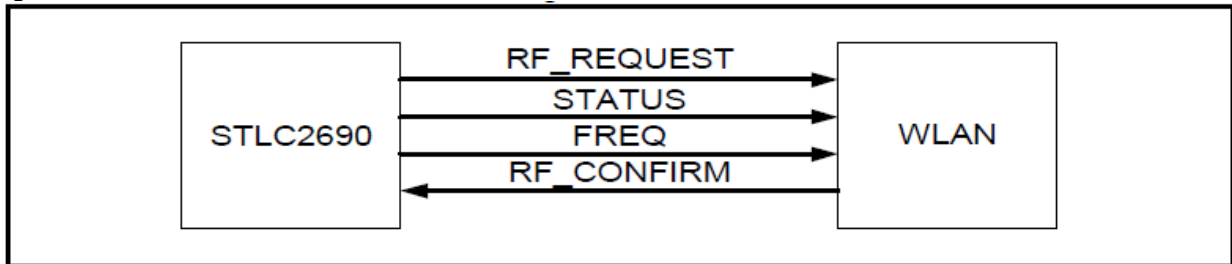 RF_REQUEST
STATUS
STLC2690
FREQ
WLAN
RF_CONFIRM